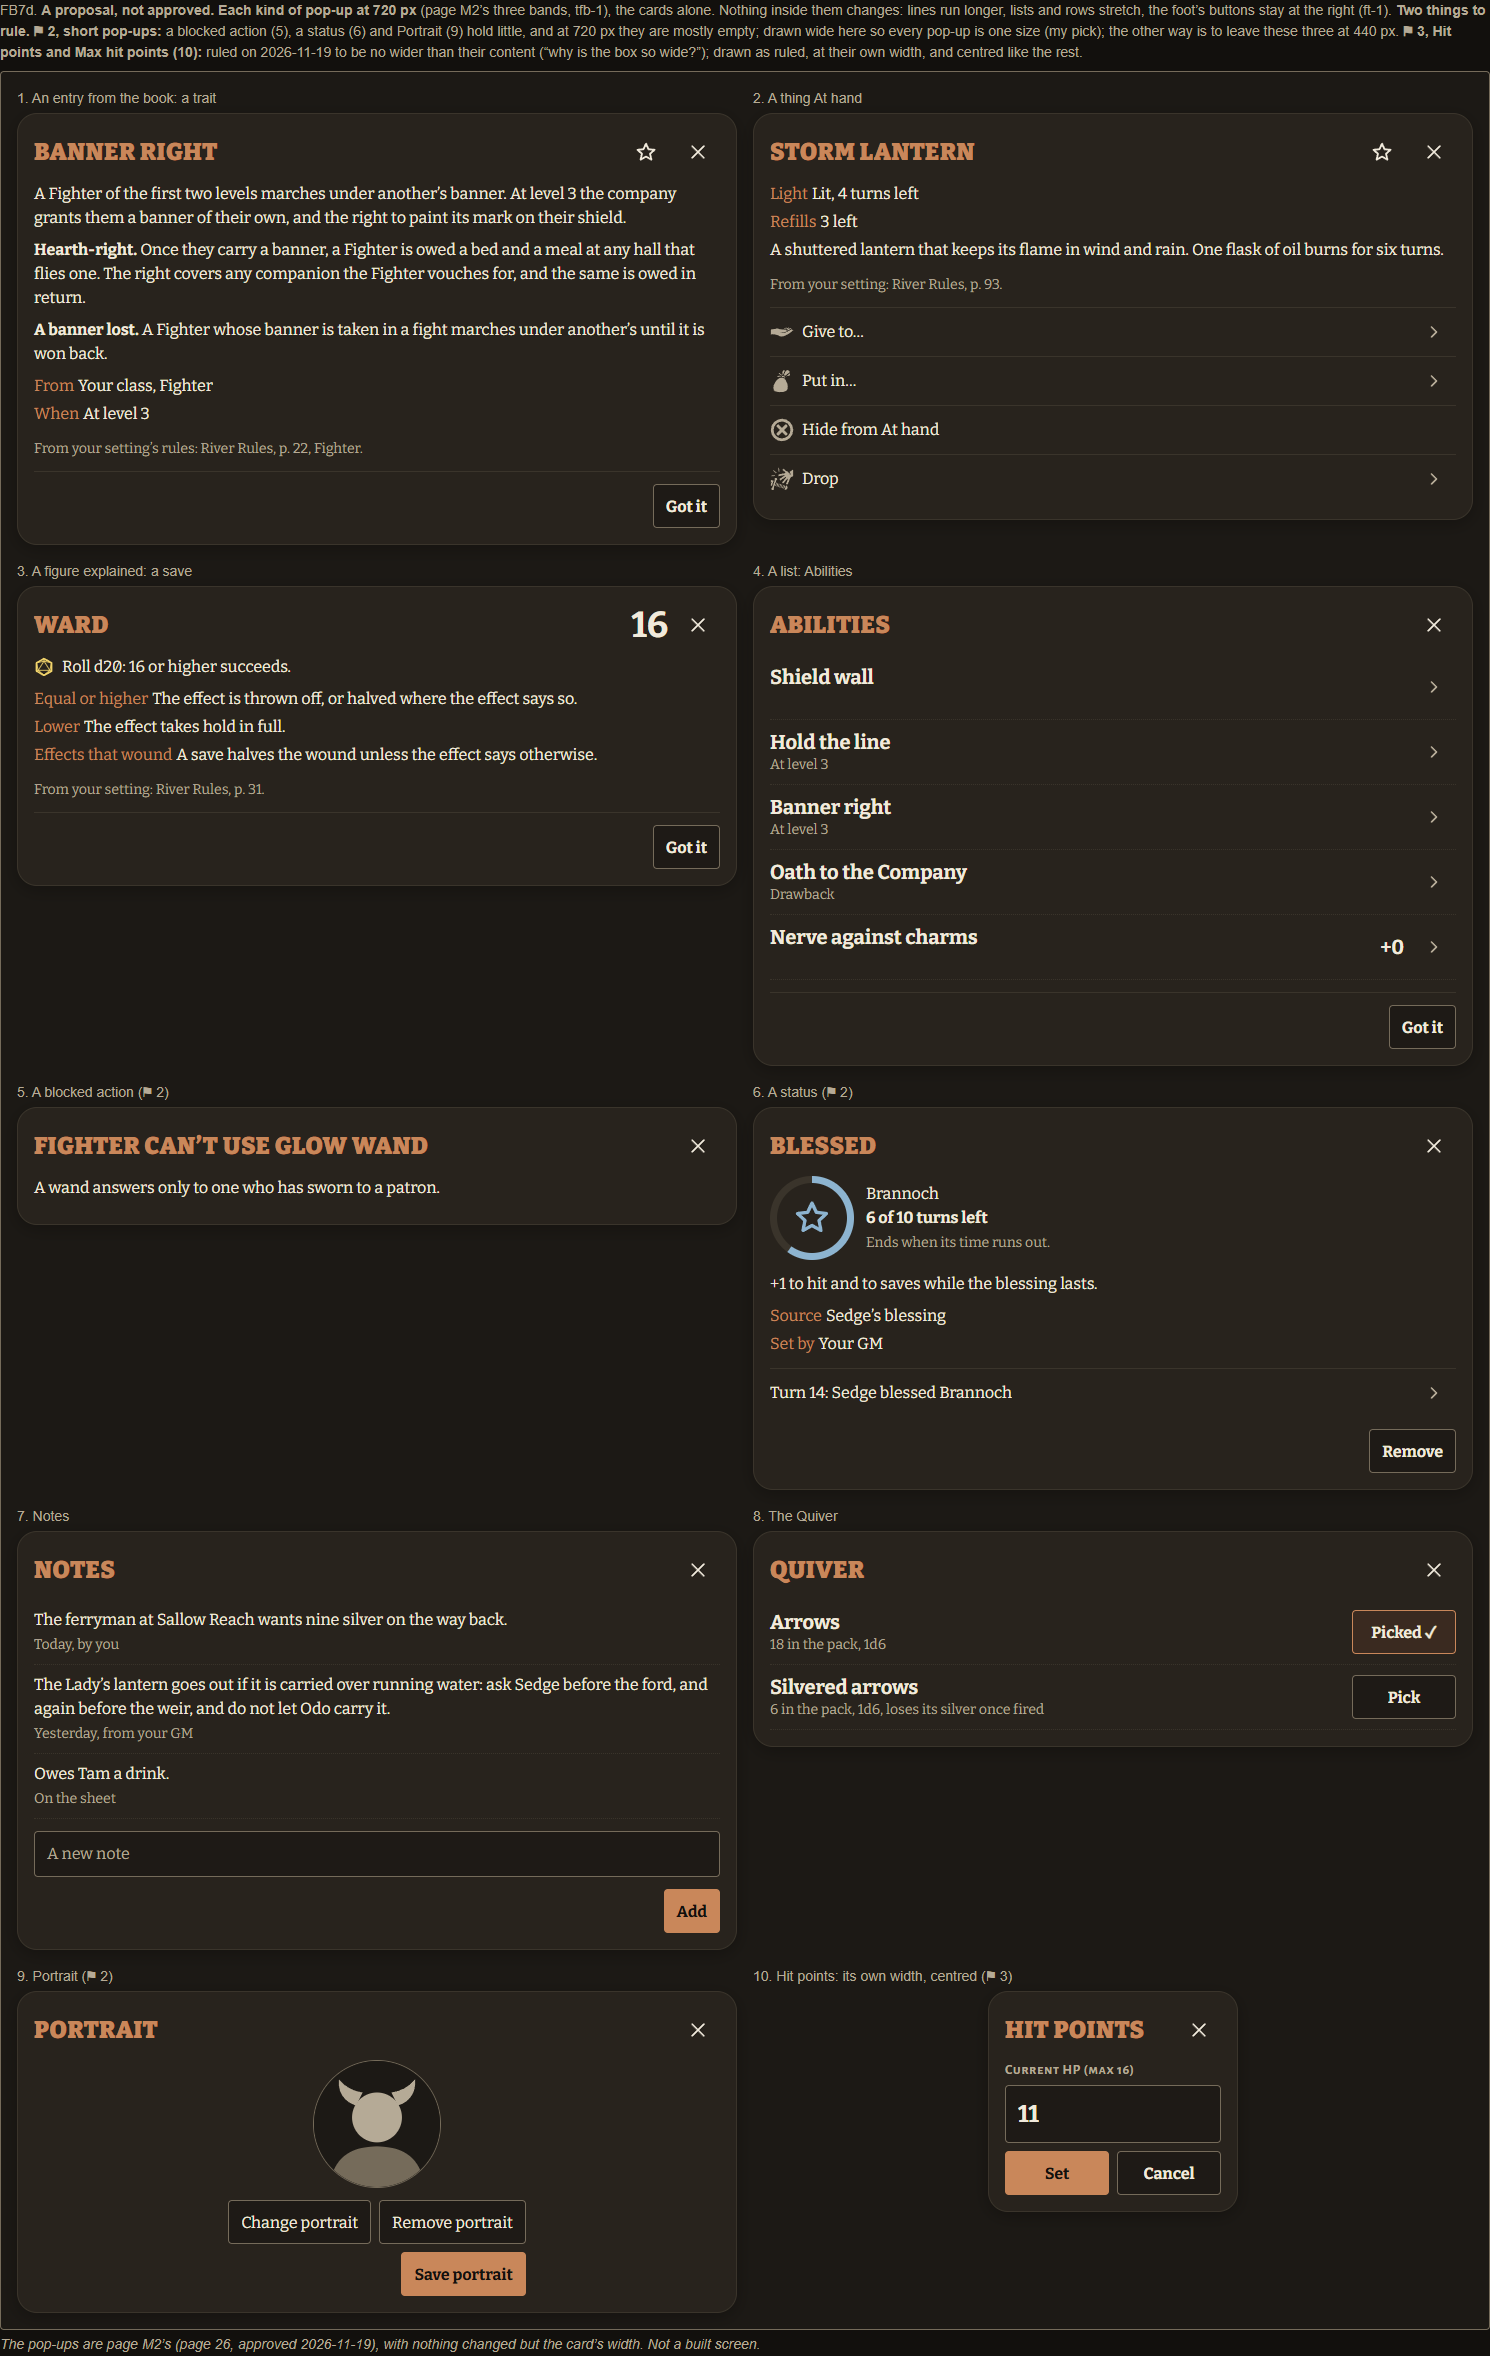 FB7d. A proposal, not approved. Each kind of pop-up at 720 px (page M2’s three bands, tfb-1), the cards alone. Nothing inside them changes: lines run longer, lists and rows stretch, the foot’s buttons stay at the right (ft-1). Two things to
rule. ⚑ 2, short pop-ups: a blocked action (5), a status (6) and Portrait (9) hold little, and at 720 px they are mostly empty; drawn wide here so every pop-up is one size (my pick); the other way is to leave these three at 440 px. ⚑ 3, Hit
points and Max hit points (10): ruled on 2026-11-19 to be no wider than their content (“why is the box so wide?”); drawn as ruled, at their own width, and centred like the rest.
1. An entry from the book: a trait
BANNER RIGHT
A Fighter of the first two levels marches under another’s banner. At level 3 the company
grants them a banner of their own, and the right to paint its mark on their shield.
Hearth-right. Once they carry a banner, a Fighter is owed a bed and a meal at any hall that
flies one. The right covers any companion the Fighter vouches for, and the same is owed in
return.
A banner lost. A Fighter whose banner is taken in a fight marches under another’s until it is
won back.
From Your class, Fighter
When At level 3
From your setting’s rules: River Rules, p. 22, Fighter.
Got it
2. A thing At hand
STORM LANTERN
Light Lit, 4 turns left
Refills 3 left
A shuttered lantern that keeps its flame in wind and rain. One flask of oil burns for six turns.
From your setting: River Rules, p. 93.
Give to…
Put in…
Hide from At hand
Drop
3. A figure explained: a save
WARD
16
Roll d20: 16 or higher succeeds.
Equal or higher The effect is thrown off, or halved where the effect says so.
Lower The effect takes hold in full.
Effects that wound A save halves the wound unless the effect says otherwise.
From your setting: River Rules, p. 31.
Got it
4. A list: Abilities
ABILITIES
Shield wall
Hold the line
At level 3
Banner right
At level 3
Oath to the Company
Drawback
Nerve against charms
+0
Got it
5. A blocked action (⚑ 2)
FIGHTER CAN’T USE GLOW WAND
A wand answers only to one who has sworn to a patron.
6. A status (⚑ 2)
BLESSED
Brannoch
6 of 10 turns left
Ends when its time runs out.
+1 to hit and to saves while the blessing lasts.
Source Sedge’s blessing
Set by Your GM
Turn 14: Sedge blessed Brannoch
Remove
7. Notes
NOTES
The ferryman at Sallow Reach wants nine silver on the way back.
Today, by you
The Lady’s lantern goes out if it is carried over running water: ask Sedge before the ford, and
again before the weir, and do not let Odo carry it.
Yesterday, from your GM
Owes Tam a drink.
On the sheet
A new note
Add
8. The Quiver
QUIVER
Arrows
18 in the pack, 1d6
Picked ✓
Silvered arrows
6 in the pack, 1d6, loses its silver once fired
Pick
9. Portrait (⚑ 2)
PORTRAIT
Change portrait
Remove portrait
Save portrait
10. Hit points: its own width, centred (⚑ 3)
HIT POINTS
CURRENT HP (MAX 16)
11
Set
Cancel
The pop-ups are page M2’s (page 26, approved 2026-11-19), with nothing changed but the card’s width. Not a built screen.